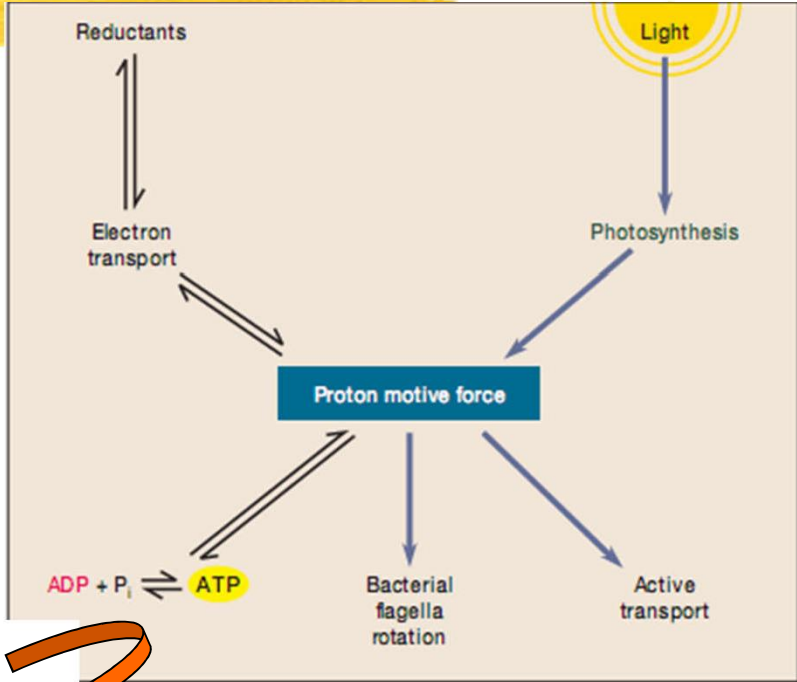 Reductants
Light
Electron
transport
Photosynthesis
Proton motive force
ADP + Pi ⇌ ATP
Bacterial
flagella
rotation
Active
transport